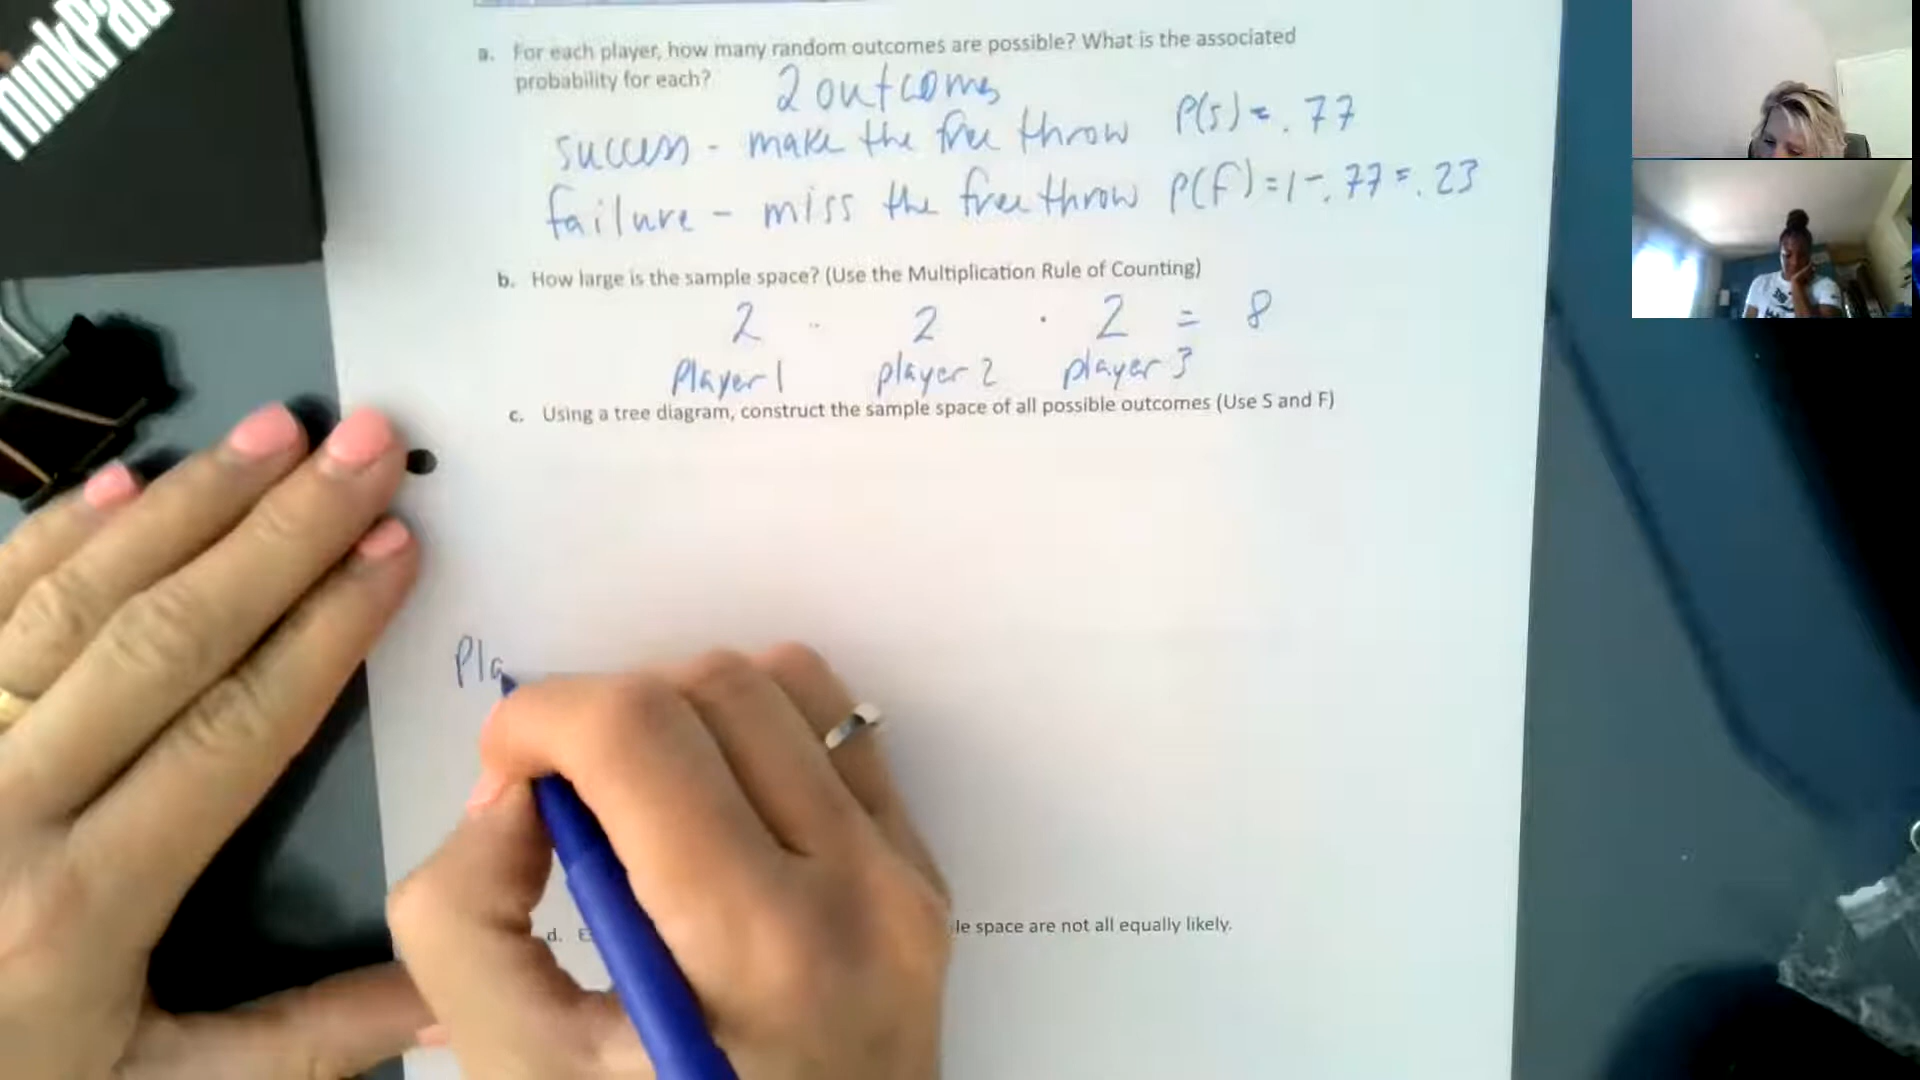 ThinkPad
a. For each player, how many random outcomes are possible? What is the associated
probability for each? 2 outcomes
success - make the free throw P(s) = .77
failure - miss the free throw P(F) = 1 - .77 = .23
b. How large is the sample space? (Use the Multiplication Rule of Counting)
2 · 2 · 2 = 8
Player 1 player 2 player 3
c. Using a tree diagram, construct the sample space of all possible outcomes (Use S and F)
Pla
d. E le space are not all equally likely.